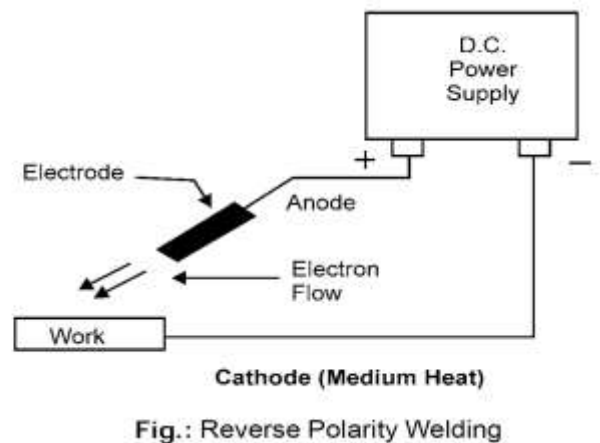 D.C.
Power
Supply
+
−
Electrode
Anode
Electron
Flow
Work
Cathode (Medium Heat)
Fig.: Reverse Polarity Welding